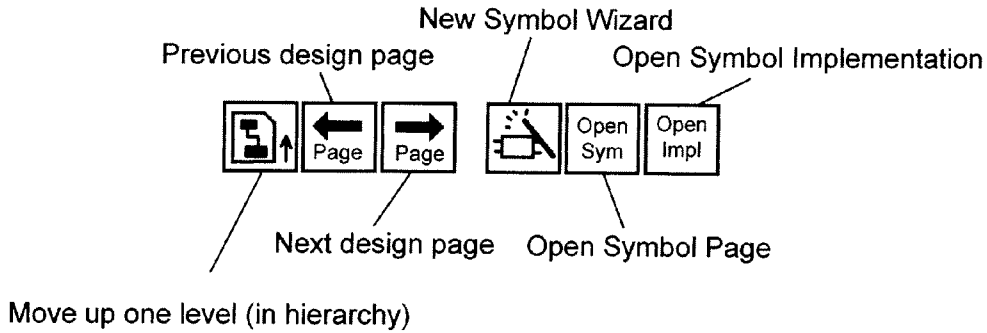 New Symbol Wizard
Previous design page
Open Symbol Implementation
Page
Page
Open
Sym
Open
Impl
Next design page
Open Symbol Page
Move up one level (in hierarchy)